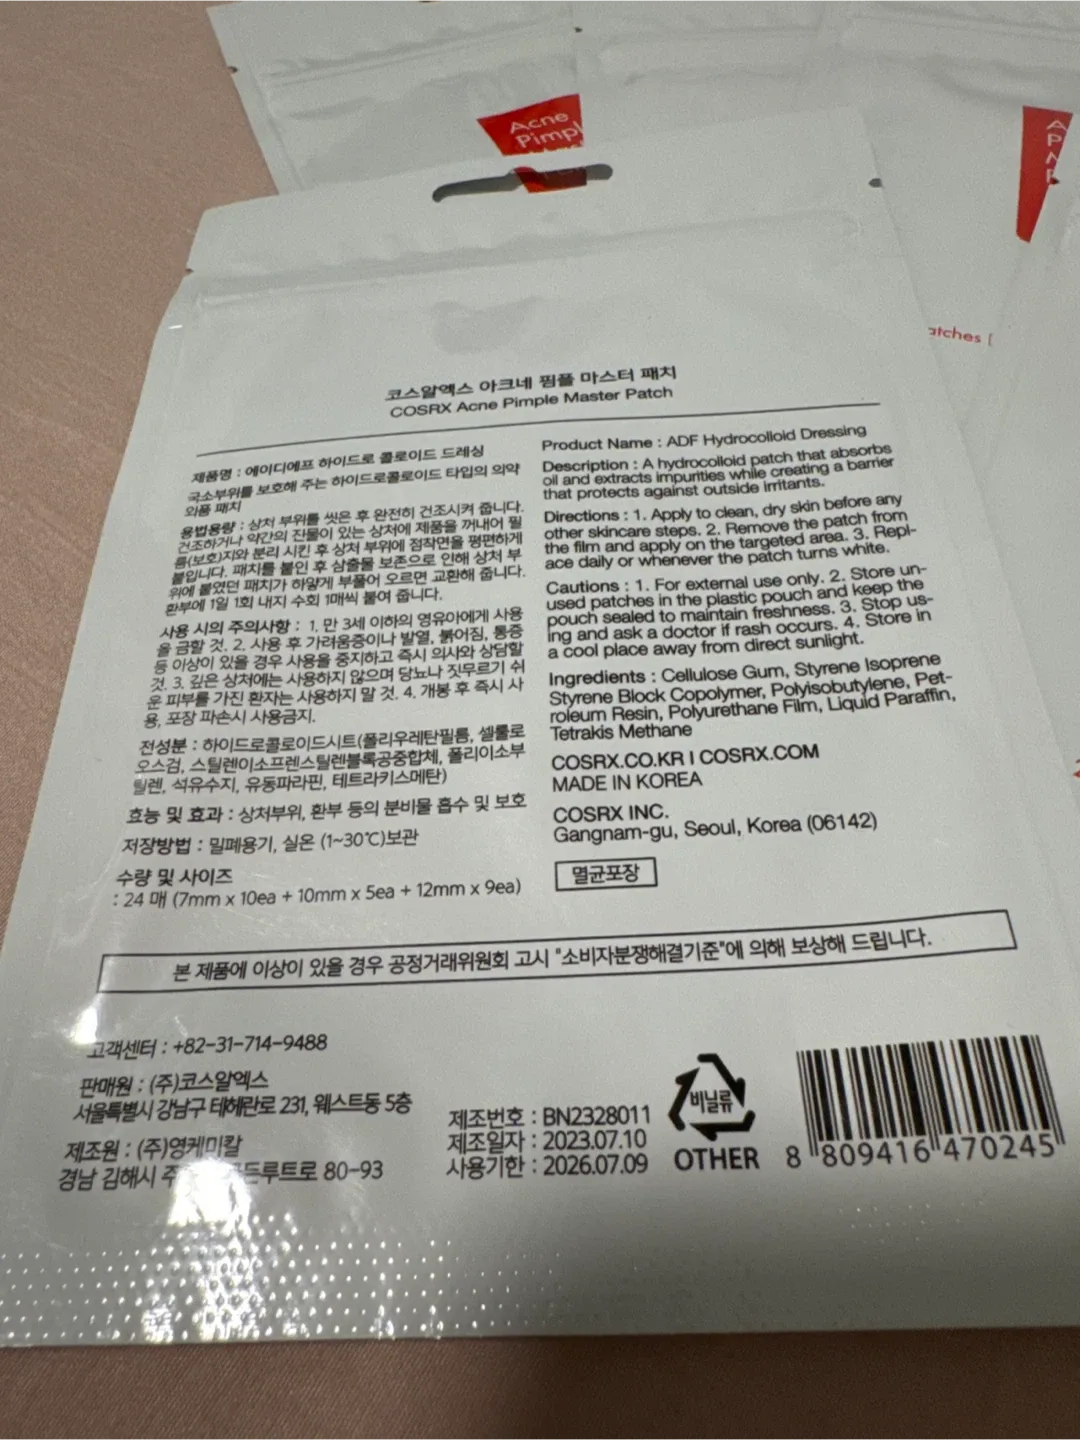 Acne
Pimpl
A
P
atches [
코스알엑스 아크네 핌플 마스터 패치
COSRX Acne Pimple Master Patch
제품명 : 에이디에프 하이드로 콜로이드 드레싱
국소부위를 보호해 주는 하이드로콜로이드 타입의 의약
외품 패치
용법용량 : 상처 부위를 씻은 후 완전히 건조시켜 줍니다.
건조하거나 약간의 진물이 있는 상처에 제품을 꺼내어 필
름(보호)지와 분리 시킨 후 상처 부위에 점착면을 평편하게
붙입니다. 패치를 붙인 후 삼출물 보존으로 인해 상처 부
위에 붙였던 패치가 하얗게 부풀어 오르면 교환해 줍니다.
환부에 1일 1회 내지 수회 1매씩 붙여 줍니다.
사용 시의 주의사항 : 1. 만 3세 이하의 영유아에게 사용
을 금할 것. 2. 사용 후 가려움증이나 발열, 붉어짐, 통증
등 이상이 있을 경우 사용을 중지하고 즉시 의사와 상담할
것. 3. 깊은 상처에는 사용하지 않으며 당뇨나 짓무르기 쉬
운 피부를 가진 환자는 사용하지 말 것. 4. 개봉 후 즉시 사
용, 포장 파손시 사용금지.
전성분 : 하이드로콜로이드시트(폴리우레탄필름, 셀룰로
오스검, 스틸렌이소프렌스틸렌블록공중합체, 폴리이소부
틸렌, 석유수지, 유동파라핀, 테트라키스메탄)
효능 및 효과 : 상처부위, 환부 등의 분비물 흡수 및 보호
저장방법 : 밀폐용기, 실온 (1~30℃)보관
수량 및 사이즈
: 24 매 (7mm x 10ea + 10mm x 5ea + 12mm x 9ea)
Product Name : ADF Hydrocolloid Dressing
Description : A hydrocolloid patch that absorbs
oil and extracts impurities while creating a barrier
that protects against outside irritants.
Directions : 1. Apply to clean, dry skin before any
other skincare steps. 2. Remove the patch from
the film and apply on the targeted area. 3. Repl-
ace daily or whenever the patch turns white.
Cautions : 1. For external use only. 2. Store un-
used patches in the plastic pouch and keep the
pouch sealed to maintain freshness. 3. Stop us-
ing and ask a doctor if rash occurs. 4. Store in
a cool place away from direct sunlight.
Ingredients : Cellulose Gum, Styrene Isoprene
Styrene Block Copolymer, Polyisobutylene, Pet-
roleum Resin, Polyurethane Film, Liquid Paraffin,
Tetrakis Methane
COSRX.CO.KR I COSRX.COM
MADE IN KOREA
COSRX INC.
Gangnam-gu, Seoul, Korea (06142)
멸균포장
본 제품에 이상이 있을 경우 공정거래위원회 고시 "소비자분쟁해결기준"에 의해 보상해 드립니다.
고객센터 : +82-31-714-9488
판매원 : (주)코스알엑스
서울특별시 강남구 테헤란로 231, 웨스트동 5층
제조원 : (주)영케미칼
경남 김해시 80-93
제조번호 : BN2328011
제조일자 : 2023.07.10
사용기한 : 2026.07.09
비닐류
OTHER
8 809416 470245